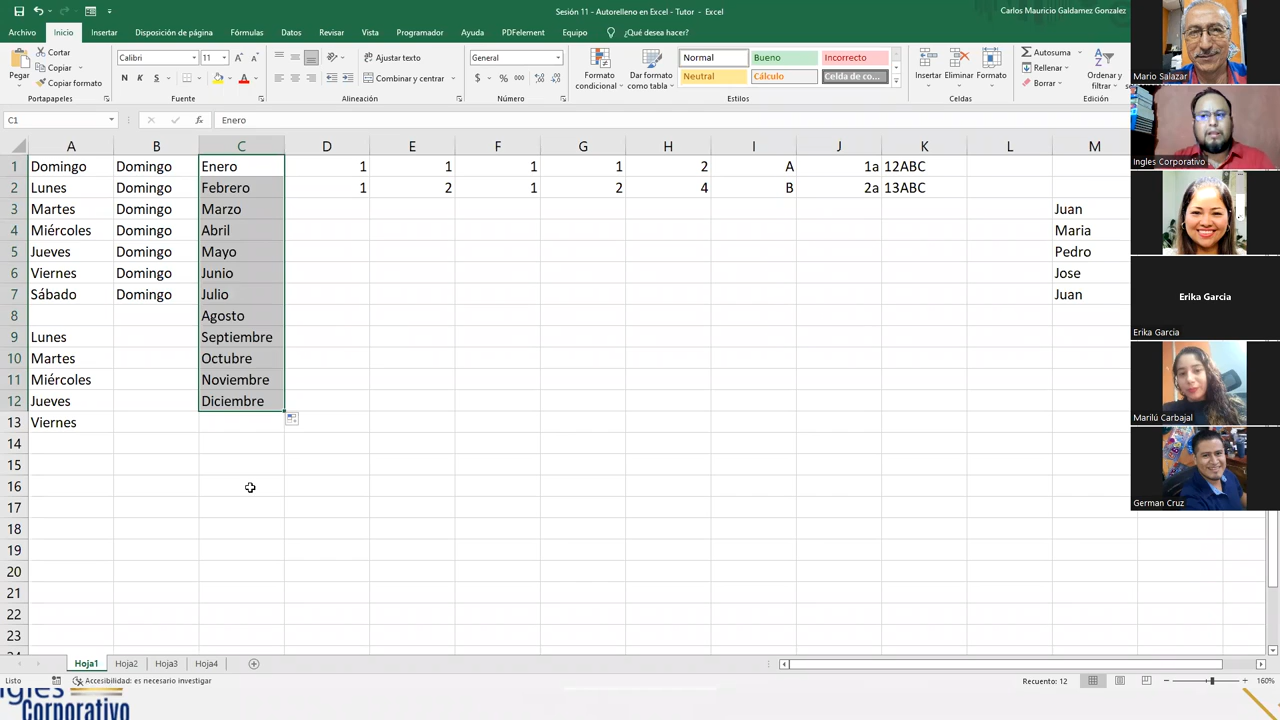 Sesión 11 - Autorelleno en Excel - Tutor - Excel
Carlos Mauricio Galdamez Gonzalez
Archivo Inicio Insertar Disposición de página Fórmulas Datos Revisar Vista Programador Ayuda PDFelement Equipo ¿Qué desea hacer?
Pegar
Cortar
Copiar
Copiar formato
Portapapeles
Calibri 11
N K S
Fuente
Ajustar texto
Combinar y centrar
Alineación
General
Número
Formato condicional
Dar formato como tabla
Normal Bueno Incorrecto
Neutral Cálculo Celda de co...
Estilos
Insertar Eliminar Formato
Celdas
Autosuma
Rellenar
Borrar
Ordenar y filtrar
Edición
C1 fx Enero
A B C D E F G H I J K L M
1 Domingo Domingo Enero 1 1 1 1 2 A 1a 12ABC
2 Lunes Domingo Febrero 1 2 1 2 4 B 2a 13ABC
3 Martes Domingo Marzo Juan
4 Miércoles Domingo Abril Maria
5 Jueves Domingo Mayo Pedro
6 Viernes Domingo Junio Jose
7 Sábado Domingo Julio Juan
8 Agosto
9 Lunes Septiembre
10 Martes Octubre
11 Miércoles Noviembre
12 Jueves Diciembre
13 Viernes
14
15
16
17
18
19
20
21
22
23
Hoja1 Hoja2 Hoja3 Hoja4
Listo Accesibilidad: es necesario investigar Recuento: 12 160%
Mario Salazar
Ingles Corporativo
Erika Garcia
Erika Garcia
Marilú Carbajal
German Cruz
Ingles
Corporativo